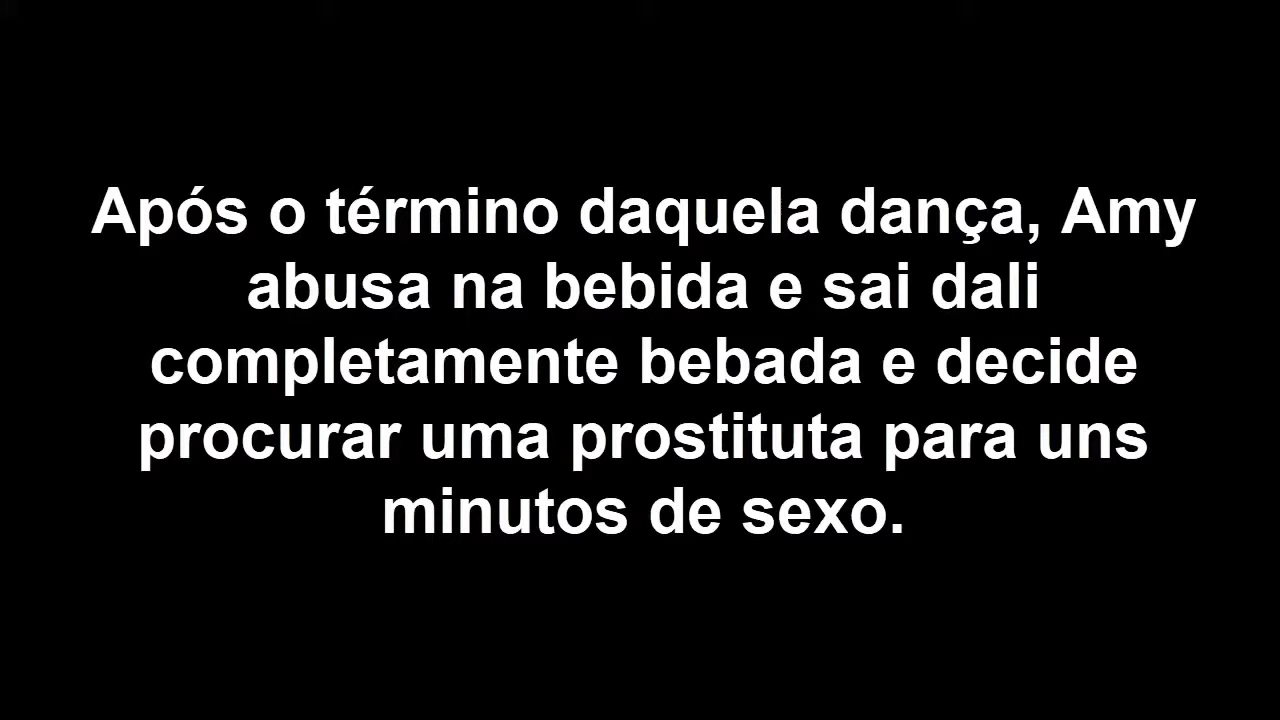 Após o término daquela dança, Amy
abusa na bebida e sai dali
completamente bebada e decide
procurar uma prostituta para uns
minutos de sexo.